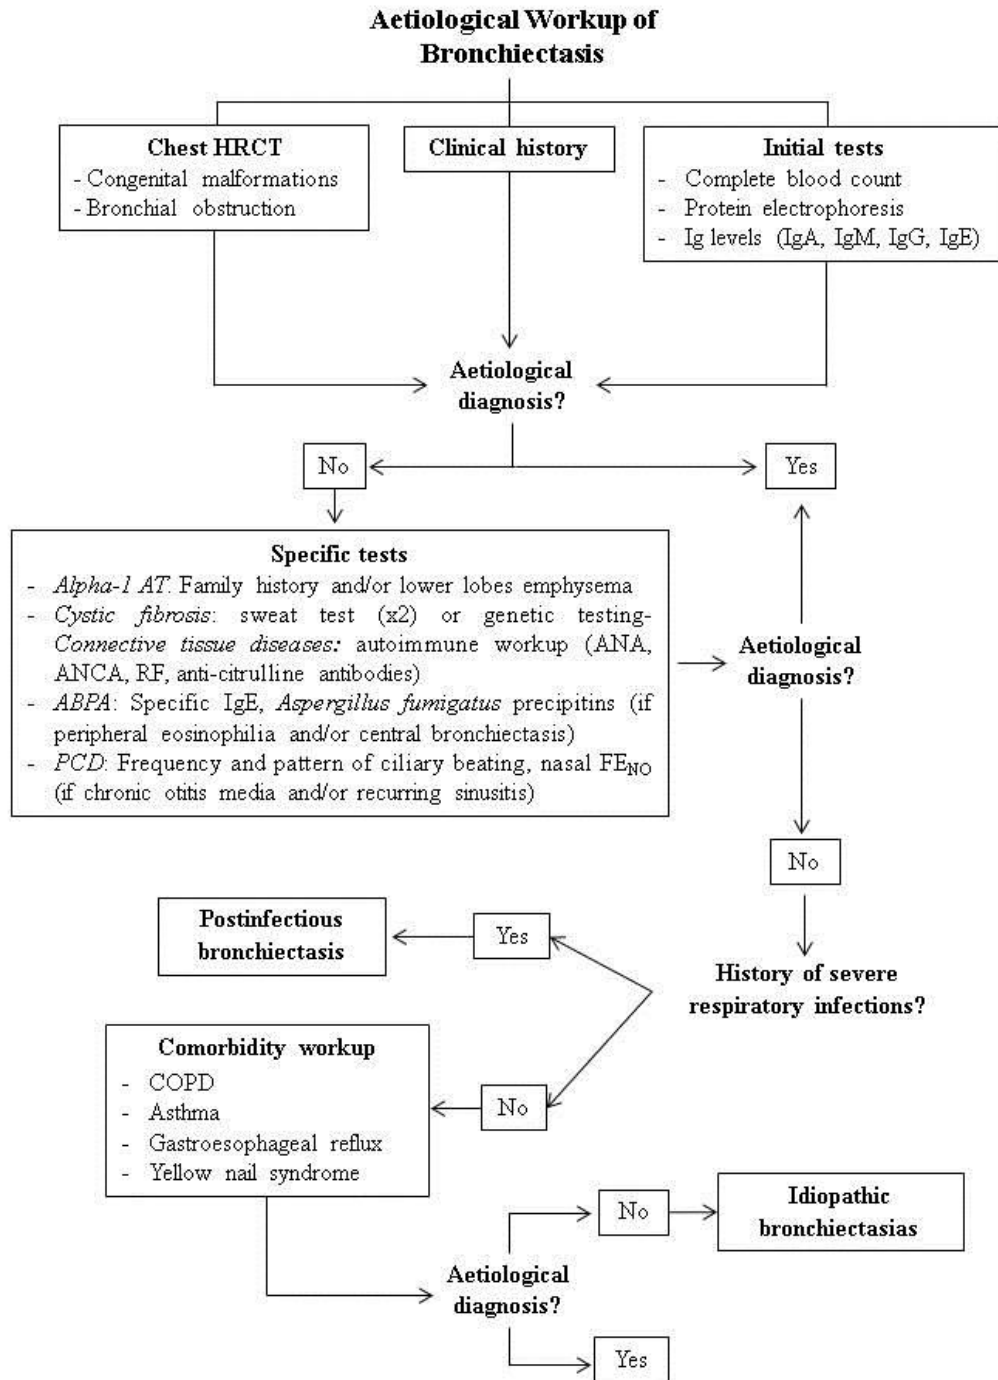 Aetiological Workup of
Bronchiectasis
Chest HRCT
- Congenital malformations
- Bronchial obstruction
Clinical history
Initial tests
- Complete blood count
- Protein electrophoresis
- Ig levels (IgA, IgM, IgG, IgE)
Aetiological
diagnosis?
No
Yes
Specific tests
- Alpha-1 AT: Family history and/or lower lobes emphysema
- Cystic fibrosis: sweat test (x2) or genetic testing-
Connective tissue diseases: autoimmune workup (ANA,
ANCA, RF, anti-citrulline antibodies)
- ABPA: Specific IgE, Aspergillus fumigatus precipitins (if
peripheral eosinophilia and/or central bronchiectasis)
- PCD: Frequency and pattern of ciliary beating, nasal FENO
(if chronic otitis media and/or recurring sinusitis)
Aetiological
diagnosis?
No
History of severe
respiratory infections?
Yes
Postinfectious
bronchiectasis
No
Comorbidity workup
- COPD
- Asthma
- Gastroesophageal reflux
- Yellow nail syndrome
Aetiological
diagnosis?
No
Idiopathic
bronchiectasias
Yes